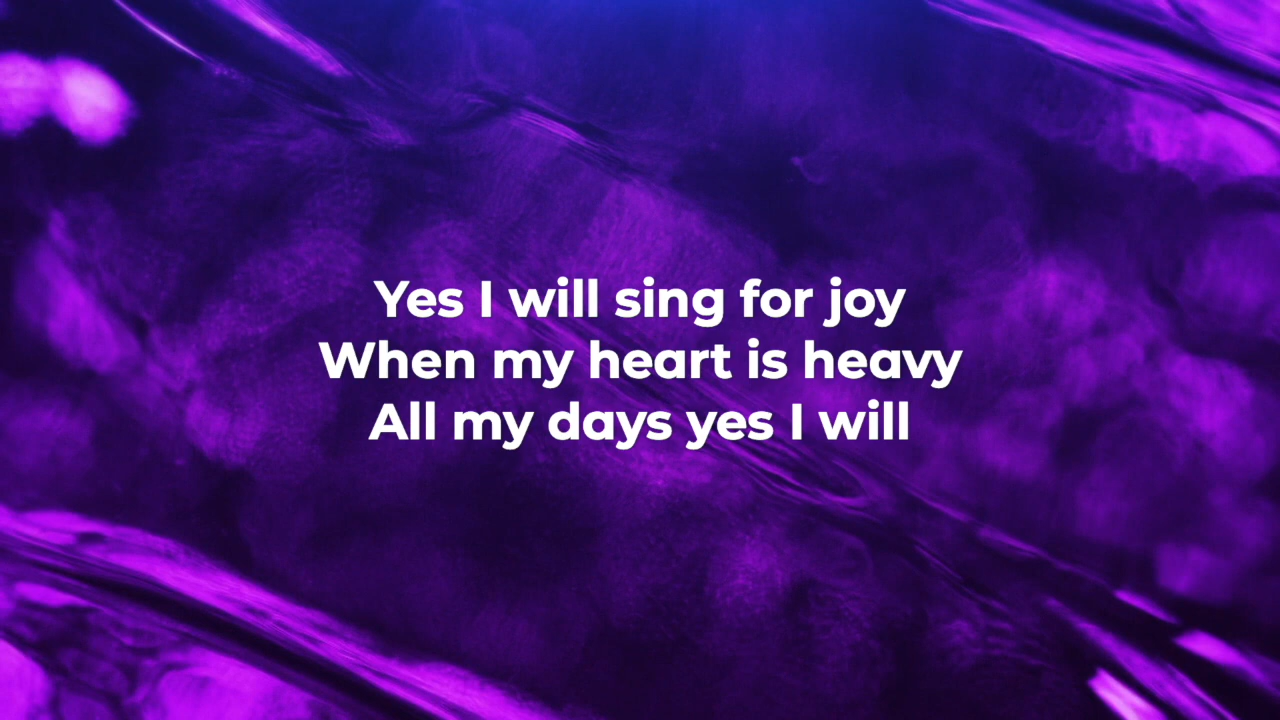 Yes I will sing for joy
When my heart is heavy
All my days yes I will